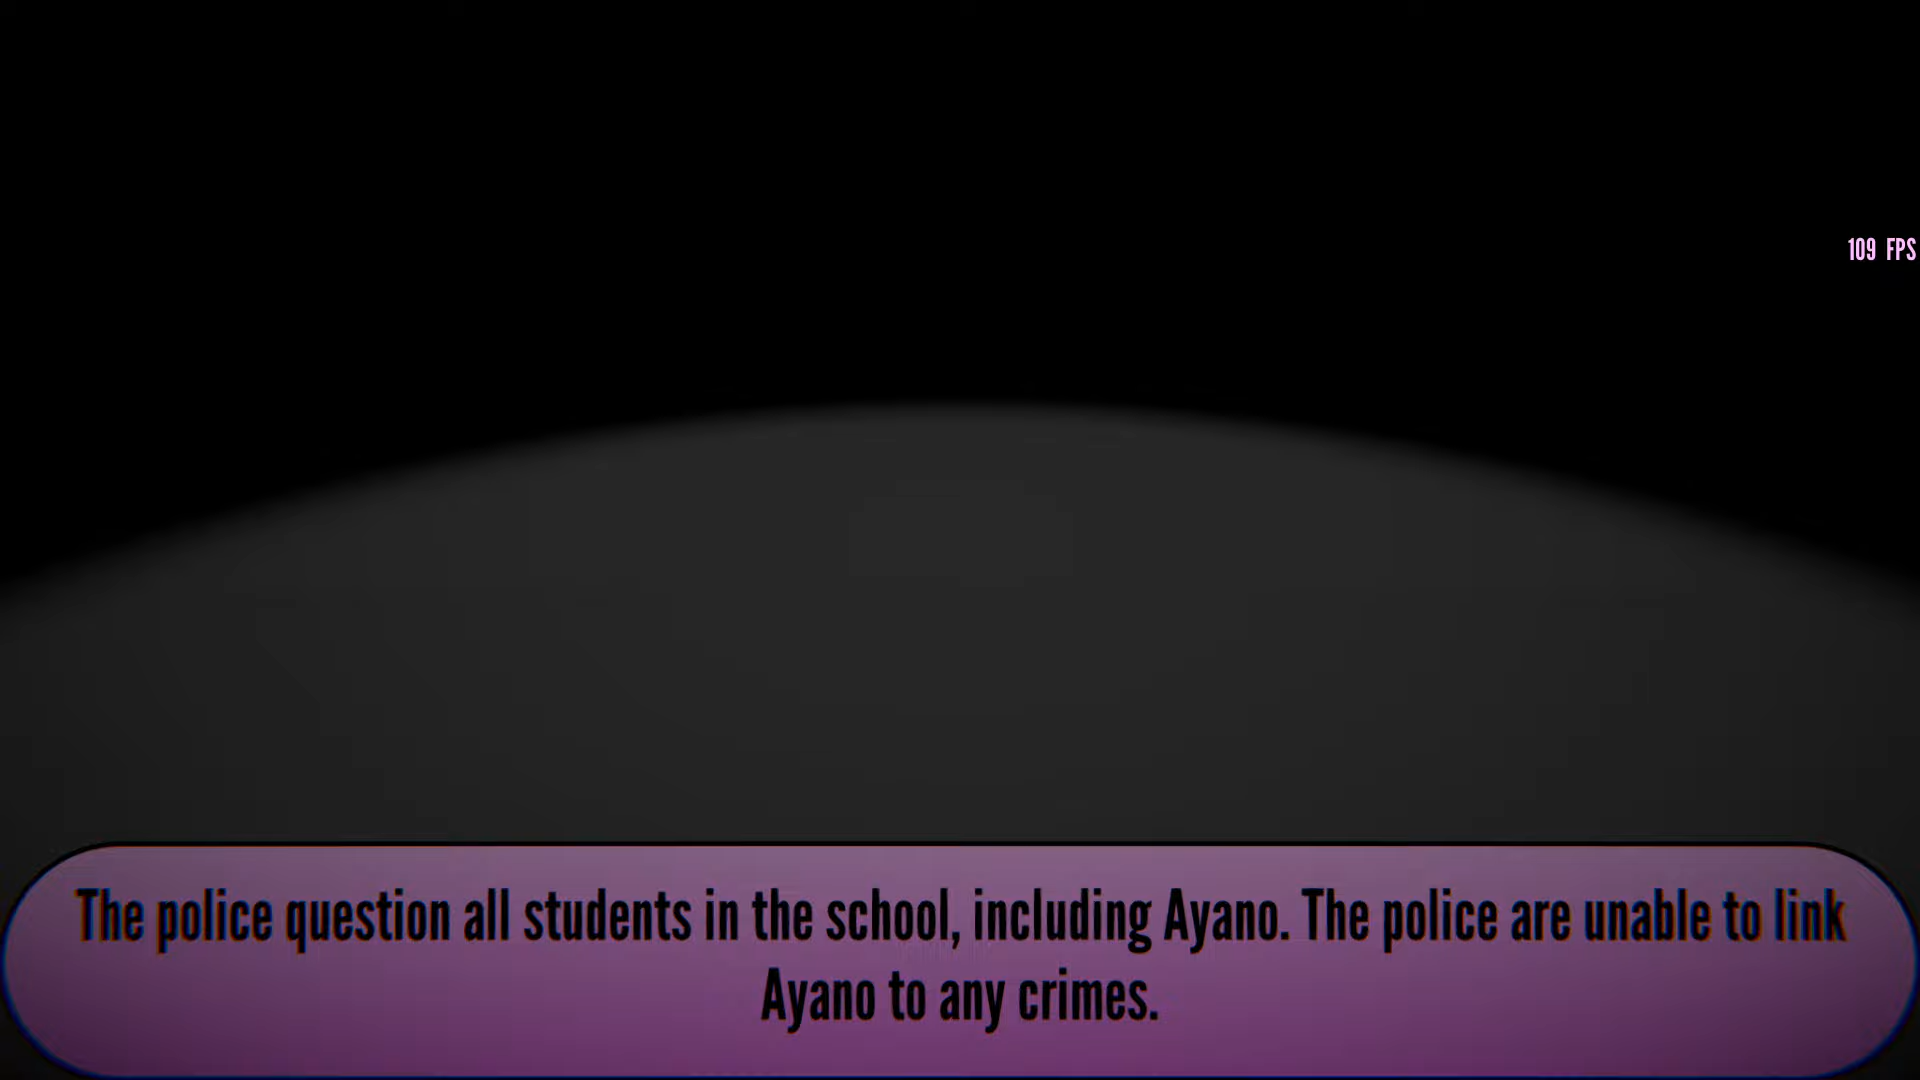 109 FPS
The police question all students in the school, including Ayano. The police are unable to link
Ayano to any crimes.